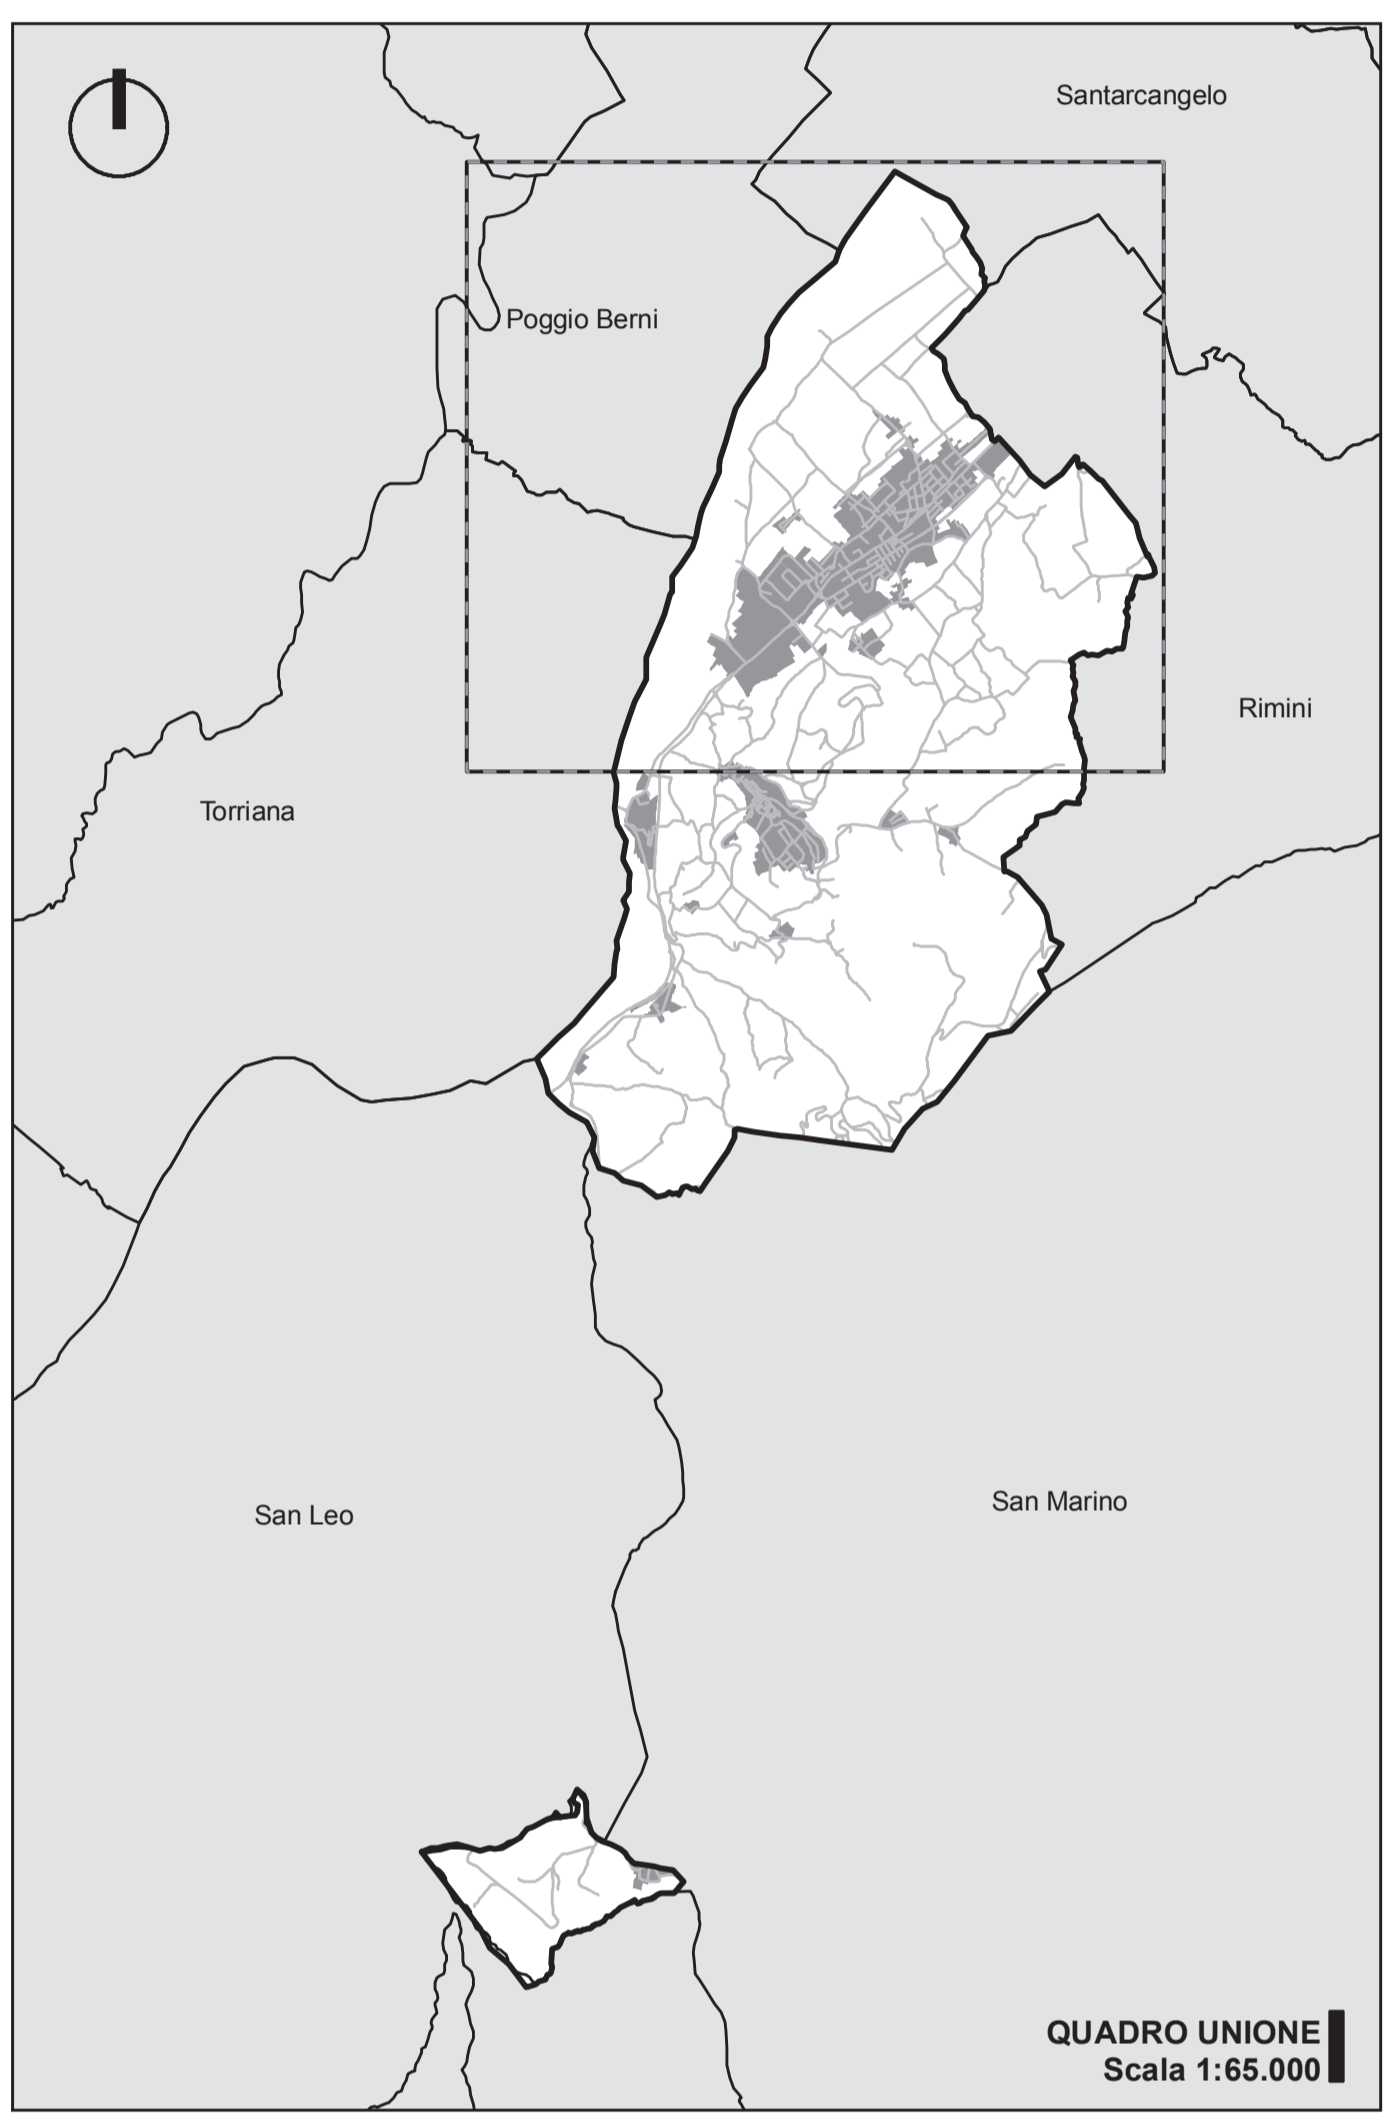 Santarcangelo
Poggio Berni
Rimini
Torriana
San Marino
San Leo
QUADRO UNIONE
Scala 1:65.000